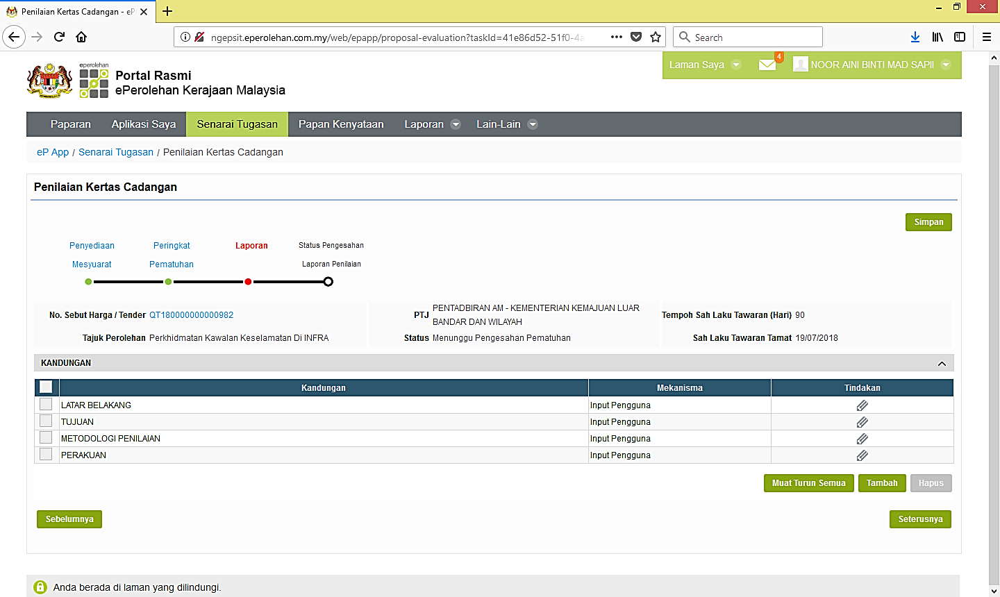 Penilaian Kertas Cadangan - eP
ngepsit.eperolehan.com.my/web/epapp/proposal-evaluation?taskId=41e86d52-51f0-4a
Search
eperolehan
Portal Rasmi
ePerolehan Kerajaan Malaysia
Laman Saya
4
NOOR AINI BINTI MAD SAPII
Paparan
Aplikasi Saya
Senarai Tugasan
Papan Kenyataan
Laporan
Lain-Lain
eP App / Senarai Tugasan / Penilaian Kertas Cadangan
Penilaian Kertas Cadangan
Simpan
Penyediaan
Mesyuarat
Peringkat
Pematuhan
Laporan
Status Pengesahan
Laporan Penilaian
No. Sebut Harga / Tender QT180000000000982
PTJ PENTADBIRAN AM - KEMENTERIAN KEMAJUAN LUAR
BANDAR DAN WILAYAH
Tempoh Sah Laku Tawaran (Hari) 90
Tajuk Perolehan Perkhidmatan Kawalan Keselamatan Di INFRA
Status Menunggu Pengesahan Pematuhan
Sah Laku Tawaran Tamat 19/07/2018
KANDUNGAN
Kandungan Mekanisma Tindakan
LATAR BELAKANG Input Pengguna
TUJUAN Input Pengguna
METODOLOGI PENILAIAN Input Pengguna
PERAKUAN Input Pengguna
Muat Turun Semua
Tambah
Hapus
Sebelumnya
Seterusnya
Anda berada di laman yang dilindungi.